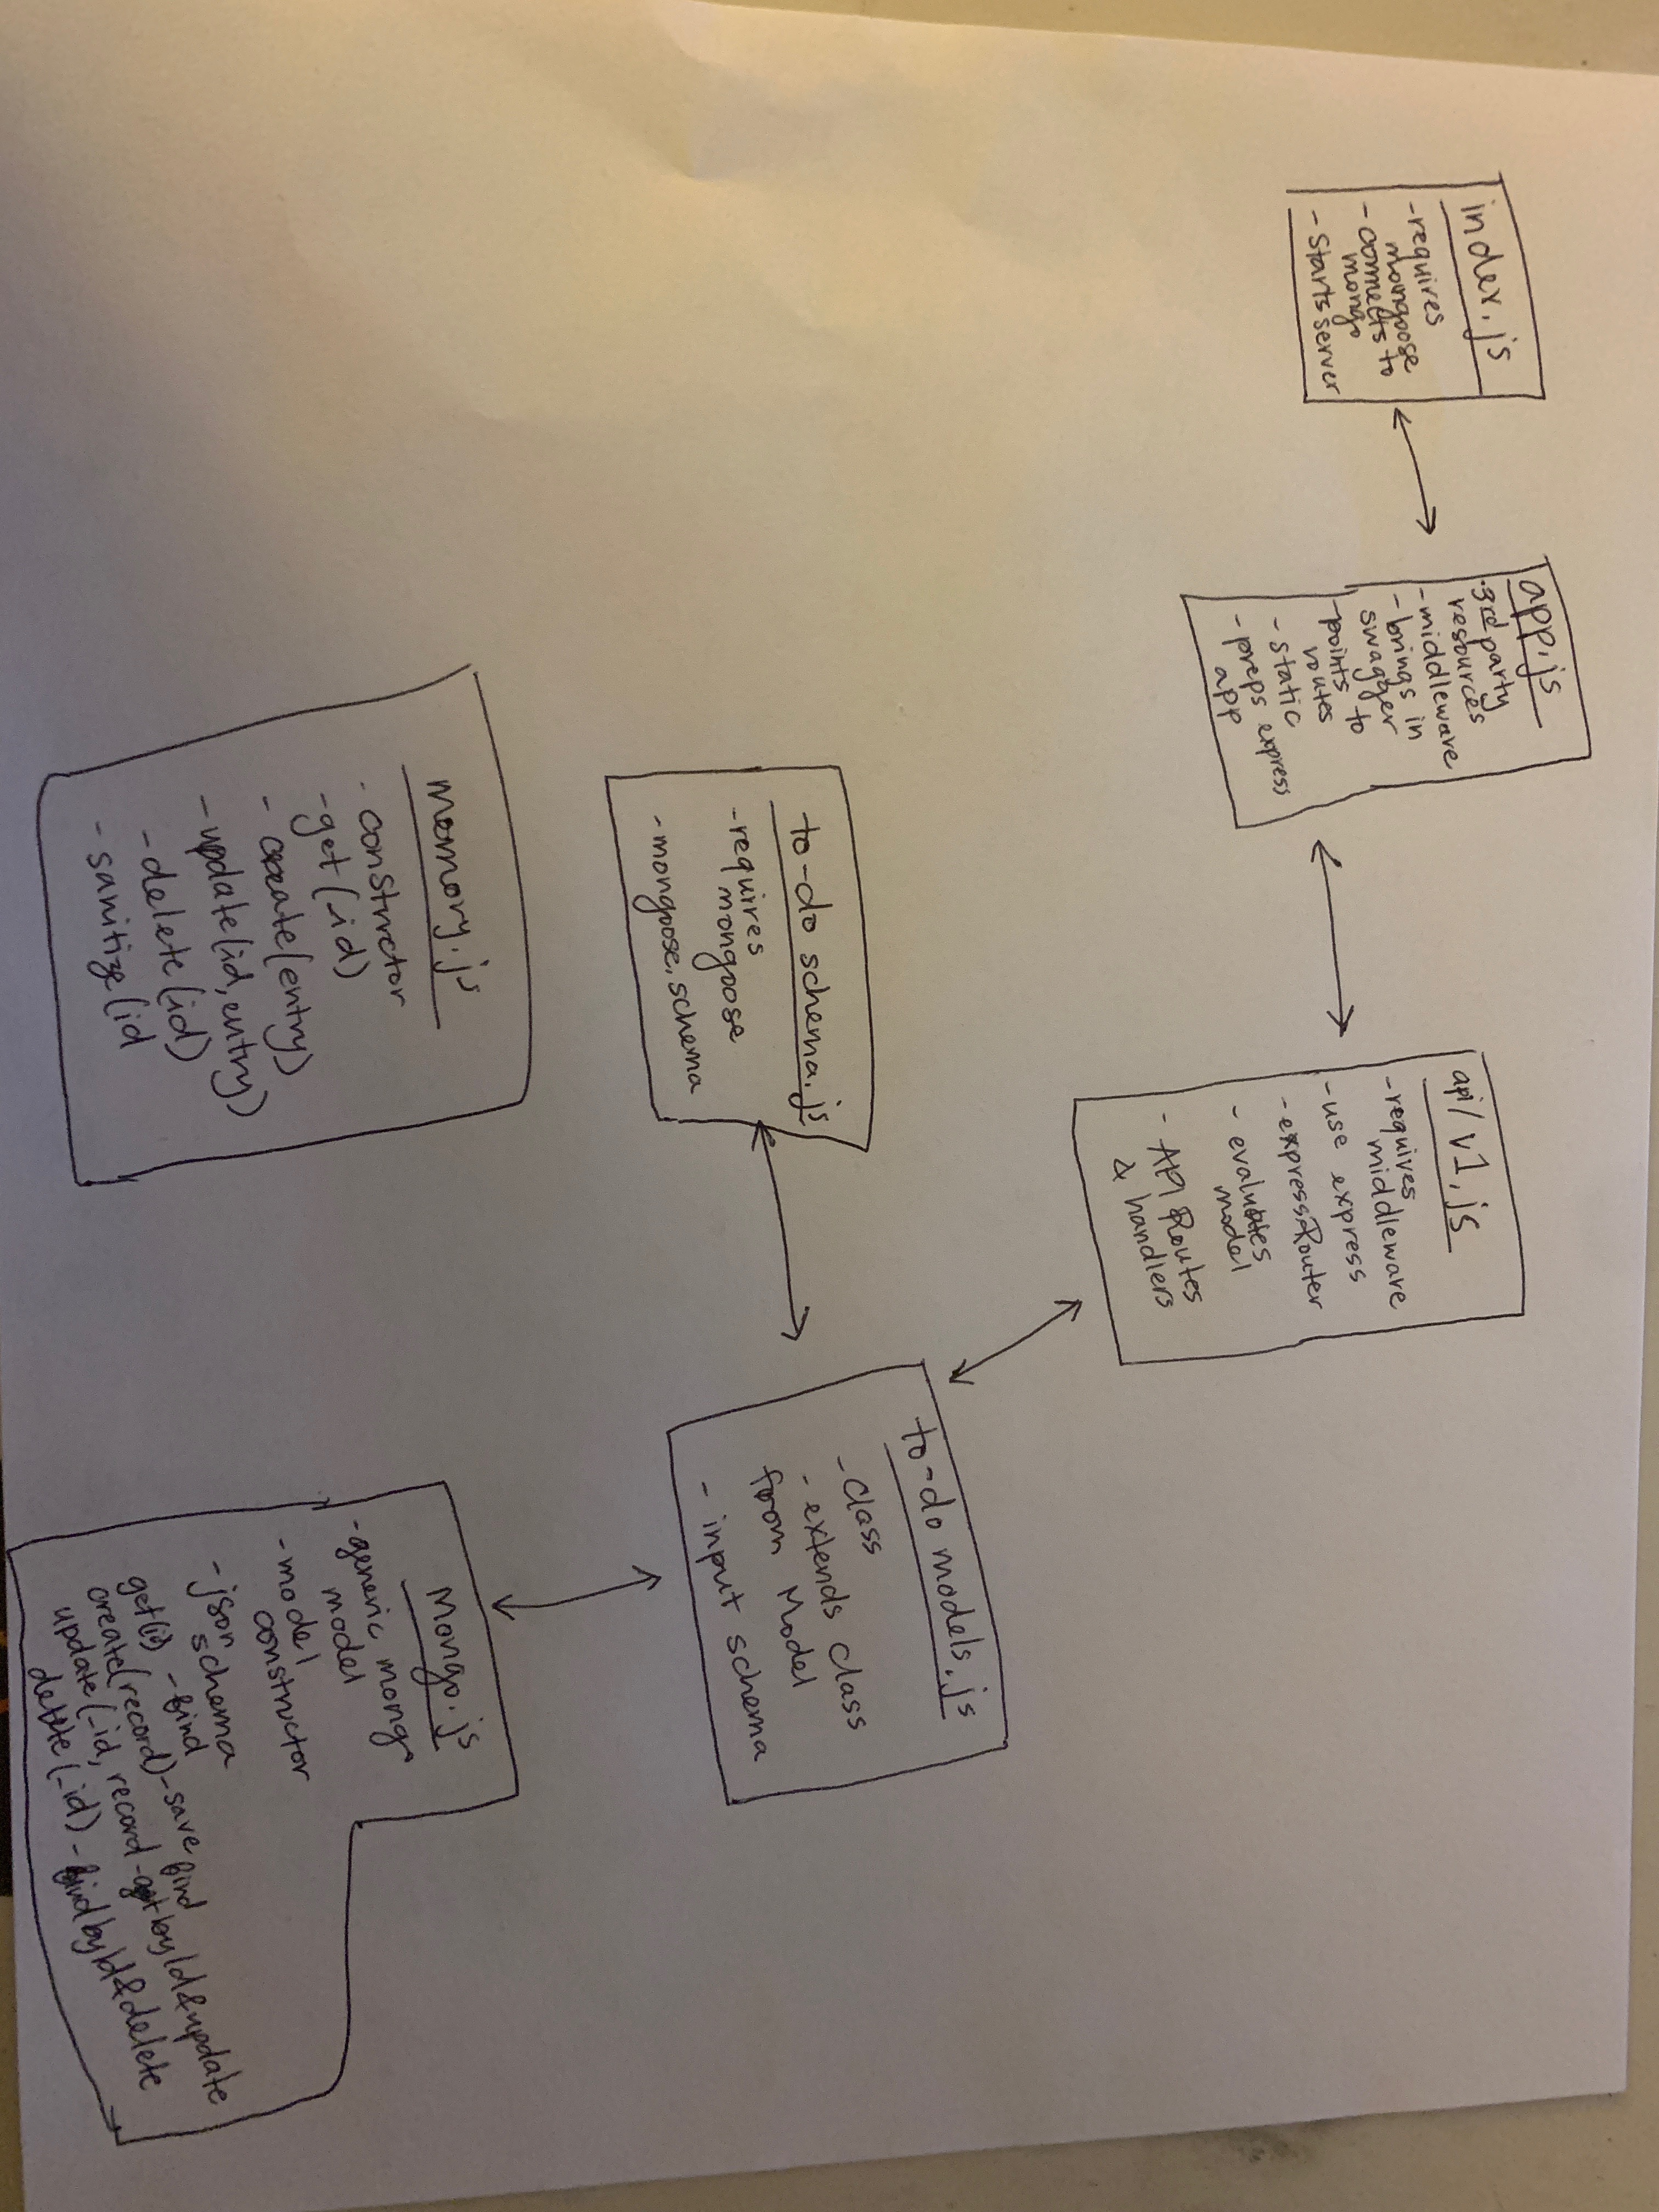 index.js
-requires
mongoose
- connects to
mongo
- starts server
app.js
-3rd party
resources
-middleware
- brings in
swagger
-points to
routes
- static
- preps express
app
api/v1.js
-requires
middleware
-use express
- express.Router
- evaluates
model
- API Routes
& handlers
to-do schema.js
-requires
mongoose
-mongoose.schema
to-do models.js
-class
- extends class
from Model
- input schema
memory.js
- constructor
- get(_id)
- create(entry)
- update(id,entry)
- delete(id)
- sanitize(id
mongo.js
-generic mongo
model
-model
constructor
-json
schema
get(id) -find
create(record)-save
update(_id, record - find by Id & update
delete(_id) - find by Id & delete